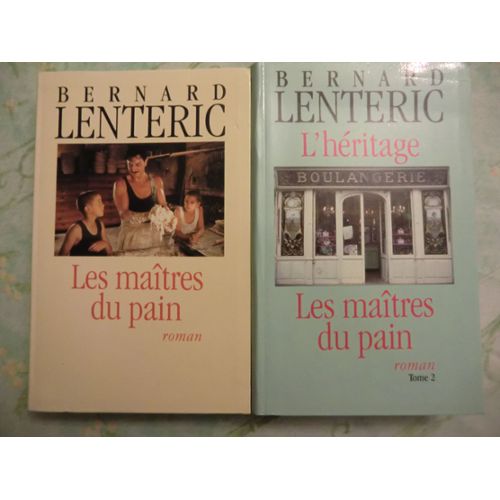 BERNARD
LENTERIC
Les maîtres
du pain
roman
BERNARD
LENTERIC
L'héritage
BOULANGERIE
Les maîtres
du pain
roman
Tome 2